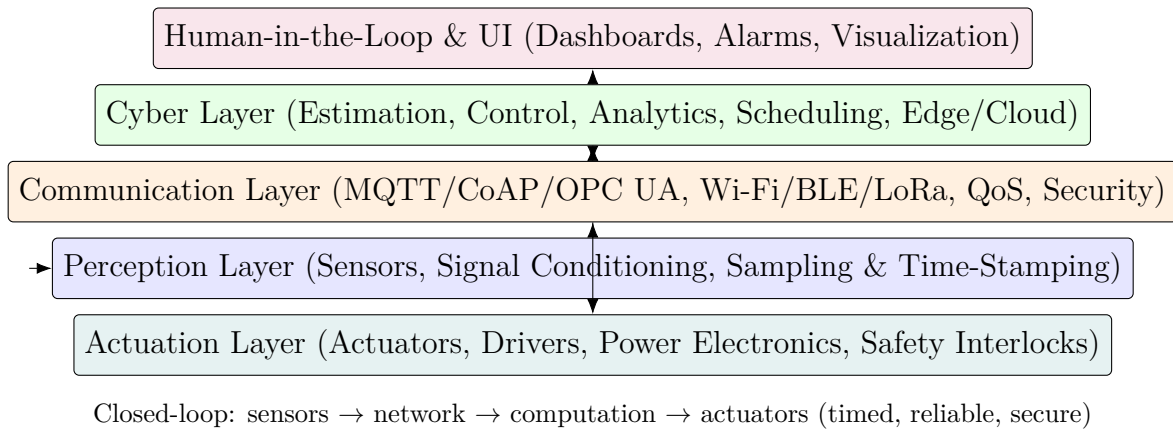 Human-in-the-Loop & UI (Dashboards, Alarms, Visualization)
Cyber Layer (Estimation, Control, Analytics, Scheduling, Edge/Cloud)
Communication Layer (MQTT/CoAP/OPC UA, Wi-Fi/BLE/LoRa, QoS, Security)
Perception Layer (Sensors, Signal Conditioning, Sampling & Time-Stamping)
Actuation Layer (Actuators, Drivers, Power Electronics, Safety Interlocks)
Closed-loop: sensors → network → computation → actuators (timed, reliable, secure)